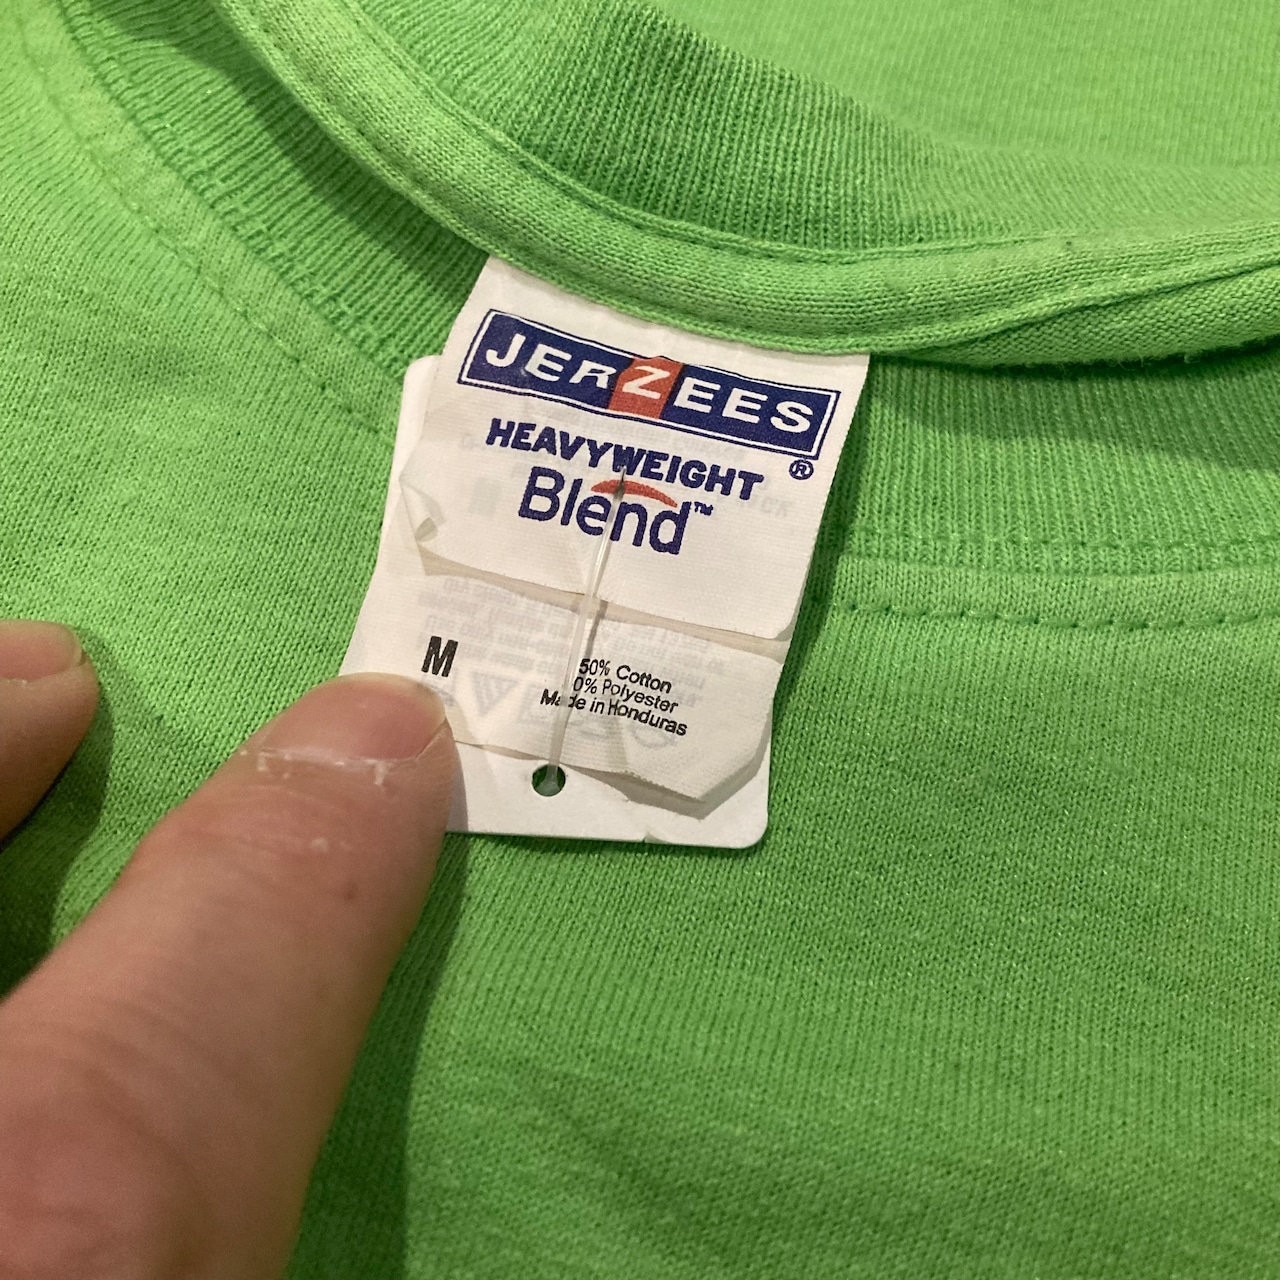 JERZEES
®
HEAVYWEIGHT
Blend™
M
50% Cotton
0% Polyester
Made in Honduras